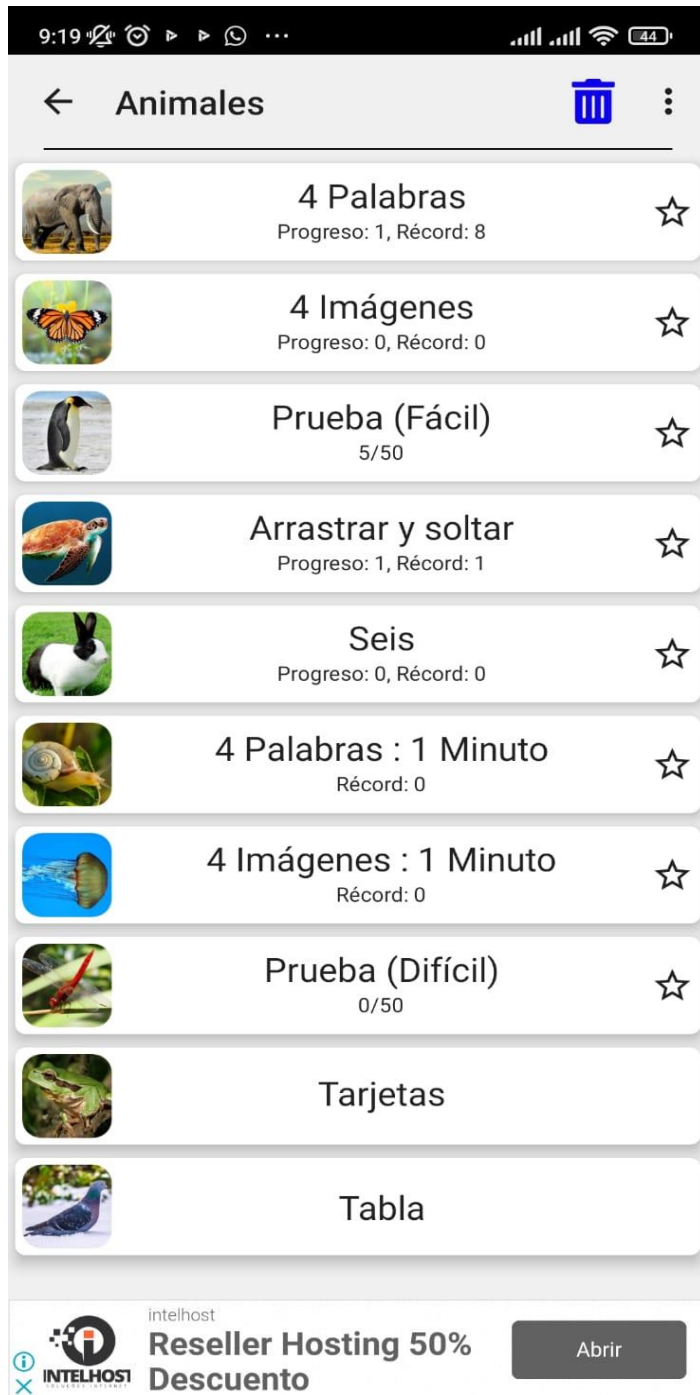 9:19
44
Animales
4 Palabras
Progreso: 1, Récord: 8
4 Imágenes
Progreso: 0, Récord: 0
Prueba (Fácil)
5/50
Arrastrar y soltar
Progreso: 1, Récord: 1
Seis
Progreso: 0, Récord: 0
4 Palabras : 1 Minuto
Récord: 0
4 Imágenes : 1 Minuto
Récord: 0
Prueba (Difícil)
0/50
Tarjetas
Tabla
intelhost
Reseller Hosting 50%
Descuento
Abrir
INTELHOST